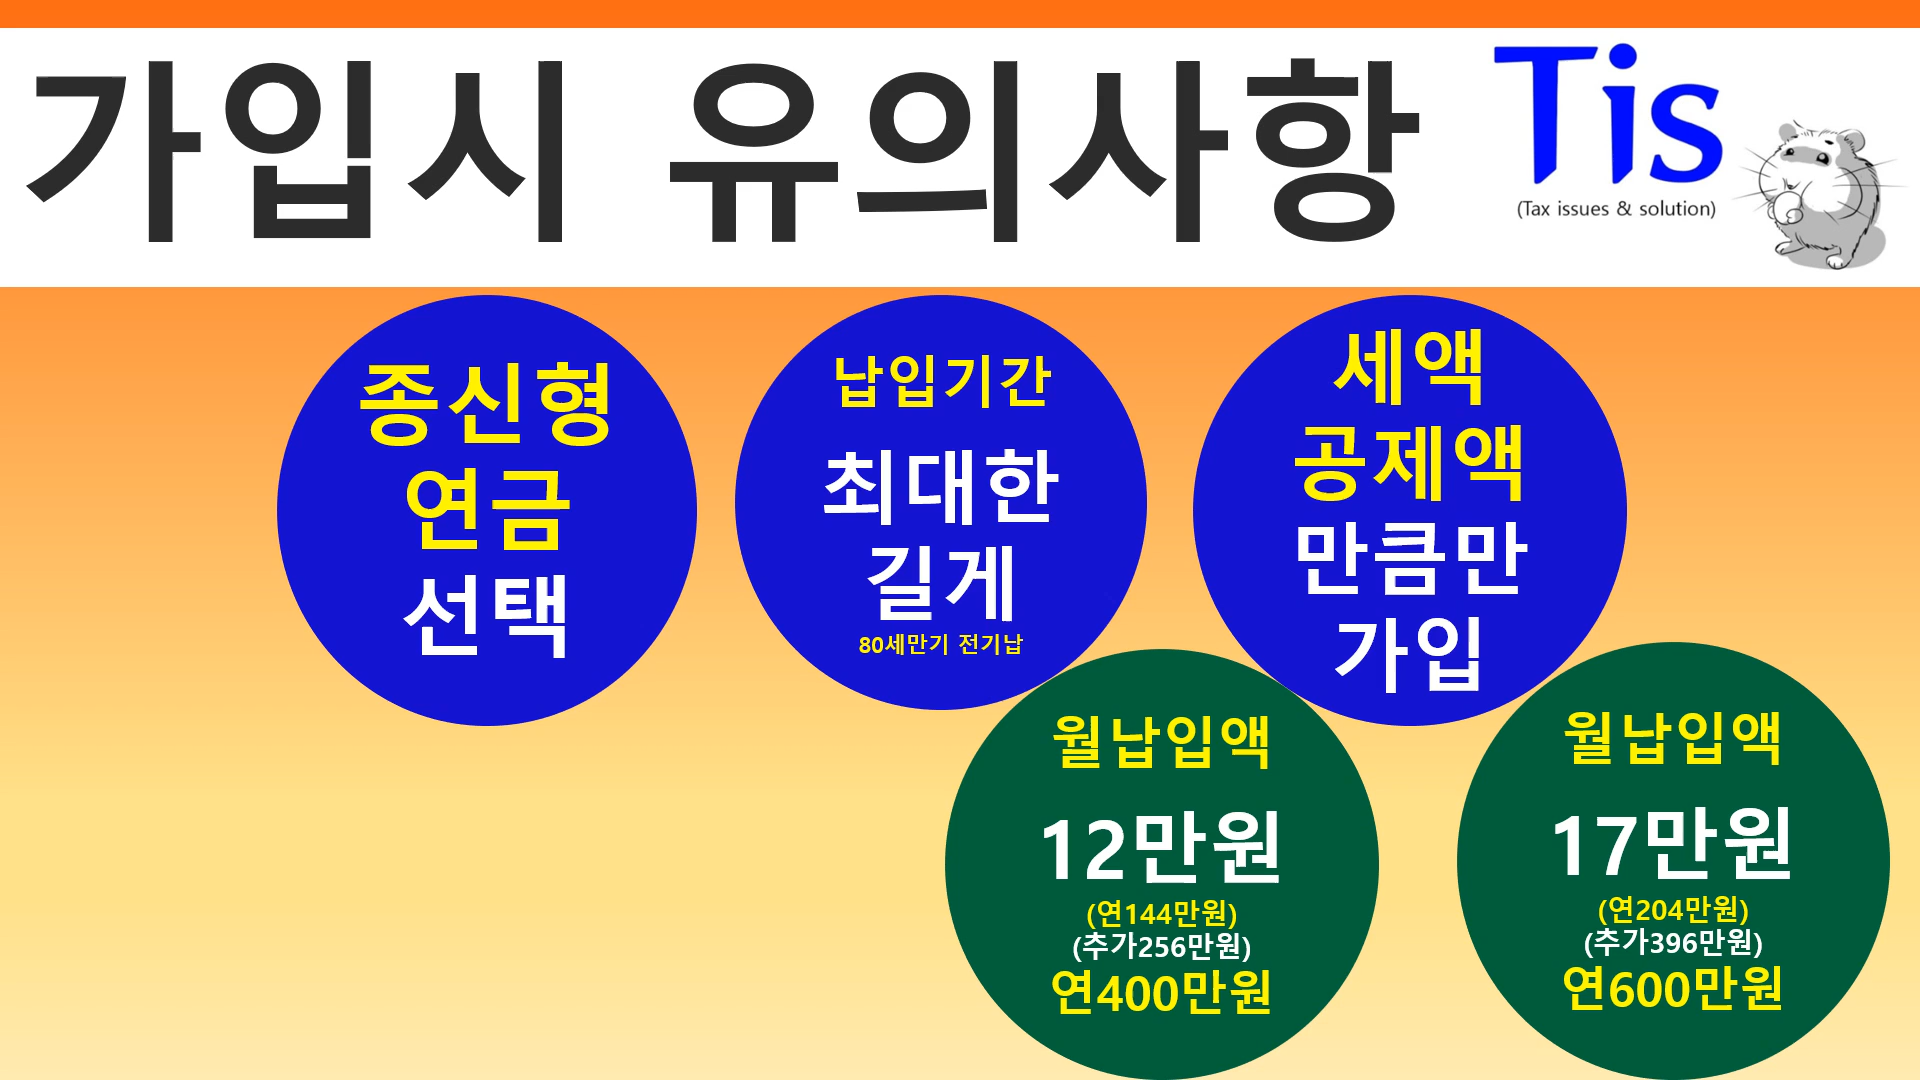 가입시 유의사항
Tis
(Tax issues & solution)
종신형
연금
선택
납입기간
최대한
길게
80세만기 전기납
세액
공제액
만큼만
가입
월납입액
12만원
(연144만원)
(추가256만원)
연400만원
월납입액
17만원
(연204만원)
(추가396만원)
연600만원